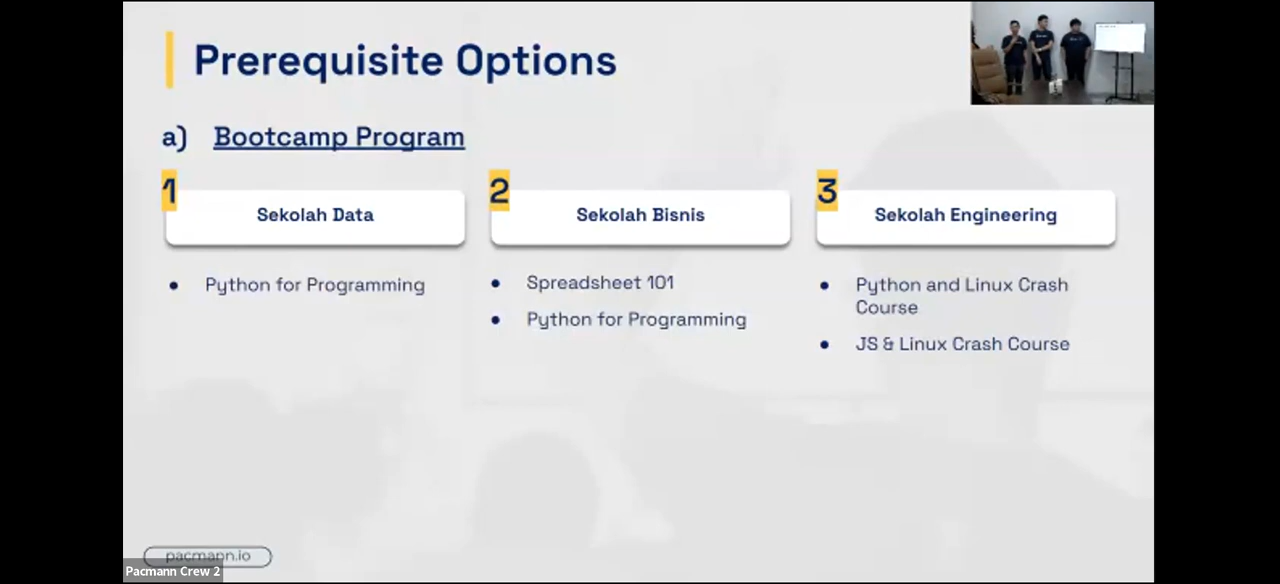 Prerequisite Options
a) Bootcamp Program
1
Sekolah Data
Python for Programming
2
Sekolah Bisnis
Spreadsheet 101
Python for Programming
3
Sekolah Engineering
Python and Linux Crash
Course
JS & Linux Crash Course
pacmann.io
Pacmann Crew 2